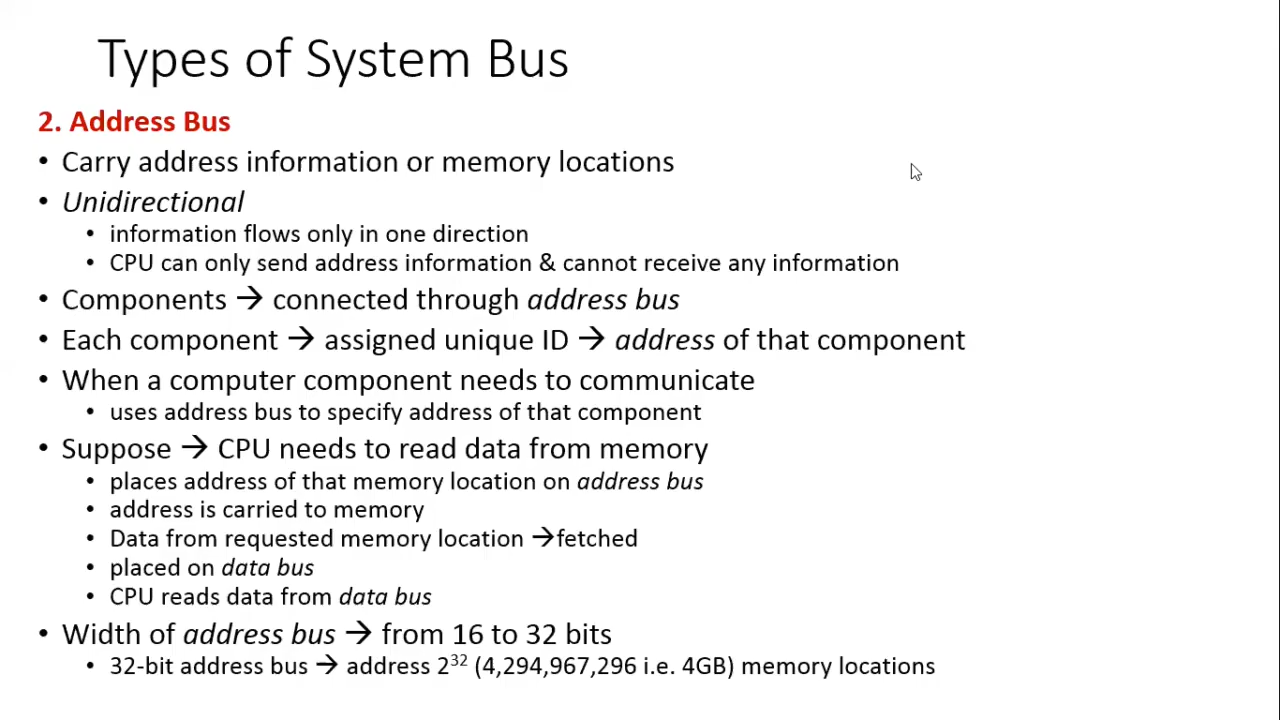 Types of System Bus
2. Address Bus
• Carry address information or memory locations
• Unidirectional
• information flows only in one direction
• CPU can only send address information & cannot receive any information
• Components → connected through address bus
• Each component → assigned unique ID → address of that component
• When a computer component needs to communicate
• uses address bus to specify address of that component
• Suppose → CPU needs to read data from memory
• places address of that memory location on address bus
• address is carried to memory
• Data from requested memory location →fetched
• placed on data bus
• CPU reads data from data bus
• Width of address bus → from 16 to 32 bits
• 32-bit address bus → address 2³² (4,294,967,296 i.e. 4GB) memory locations